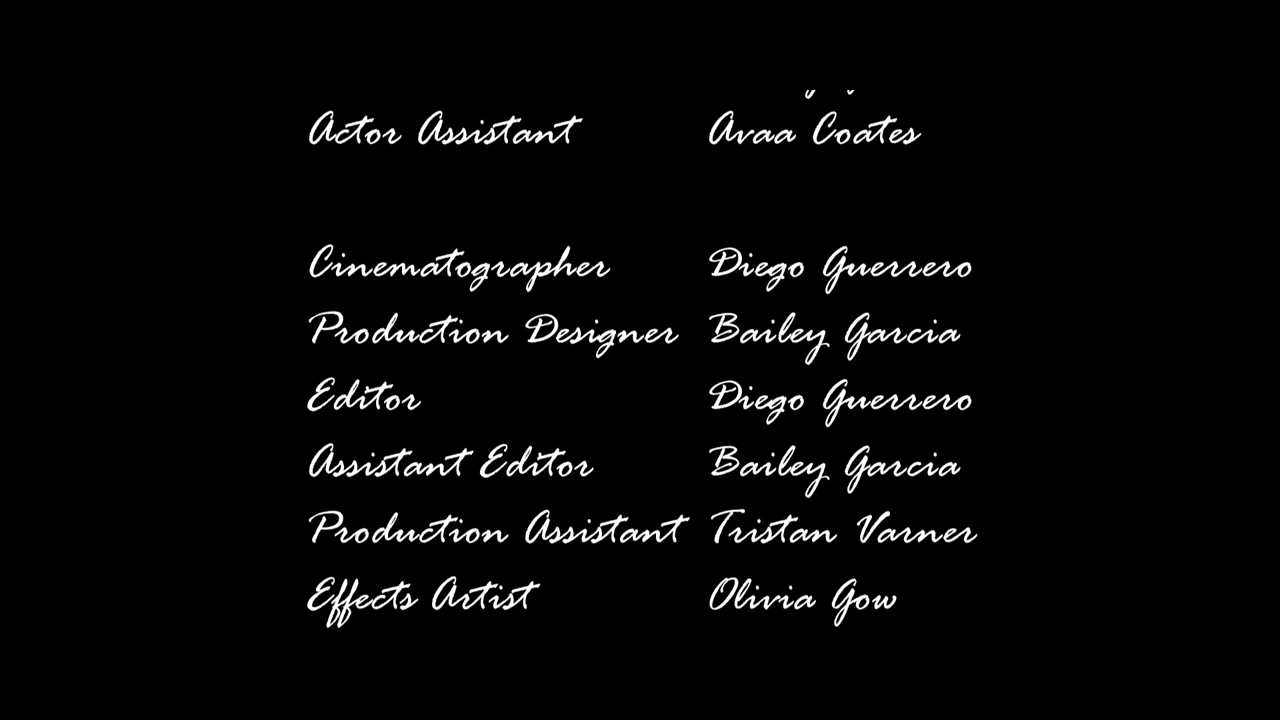 Actor Assistant Avaa Coates
Cinematographer Diego Guerrero
Production Designer Bailey Garcia
Editor Diego Guerrero
Assistant Editor Bailey Garcia
Production Assistant Tristan Varner
Effects Artist Olivia Gow